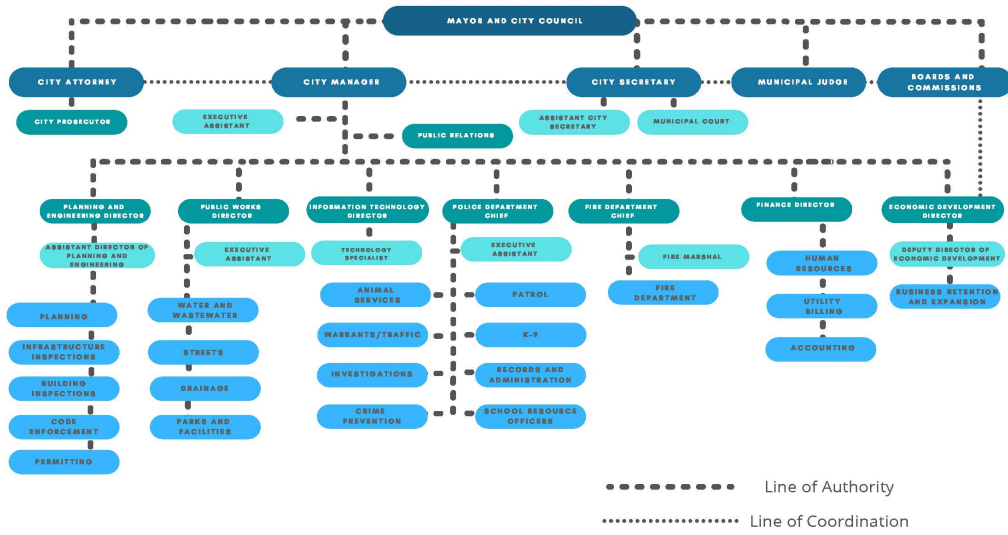 MAYOR AND CITY COUNCIL
CITY ATTORNEY
CITY MANAGER
CITY SECRETARY
MUNICIPAL JUDGE
BOARDS AND
COMMISSIONS
CITY PROSECUTOR
EXECUTIVE
ASSISTANT
PUBLIC RELATIONS
ASSISTANT CITY
SECRETARY
MUNICIPAL COURT
PLANNING AND
ENGINEERING DIRECTOR
PUBLIC WORKS
DIRECTOR
INFORMATION TECHNOLOGY
DIRECTOR
POLICE DEPARTMENT
CHIEF
FIRE DEPARTMENT
CHIEF
FINANCE DIRECTOR
ECONOMIC DEVELOPMENT
DIRECTOR
ASSISTANT DIRECTOR OF
PLANNING AND
ENGINEERING
EXECUTIVE
ASSISTANT
TECHNOLOGY
SPECIALIST
EXECUTIVE
ASSISTANT
FIRE MARSHAL
HUMAN
RESOURCES
DEPUTY DIRECTOR OF
ECONOMIC DEVELOPMENT
PLANNING
INFRASTRUCTURE
INSPECTIONS
BUILDING
INSPECTIONS
CODE
ENFORCEMENT
PERMITTING
WATER AND
WASTEWATER
STREETS
DRAINAGE
PARKS AND
FACILITIES
ANIMAL
SERVICES
WARRANTS/TRAFFIC
INVESTIGATIONS
CRIME
PREVENTION
PATROL
K-9
RECORDS AND
ADMINISTRATION
SCHOOL RESOURCE
OFFICERS
FIRE
DEPARTMENT
UTILITY
BILLING
ACCOUNTING
BUSINESS RETENTION
AND EXPANSION
Line of Authority
Line of Coordination